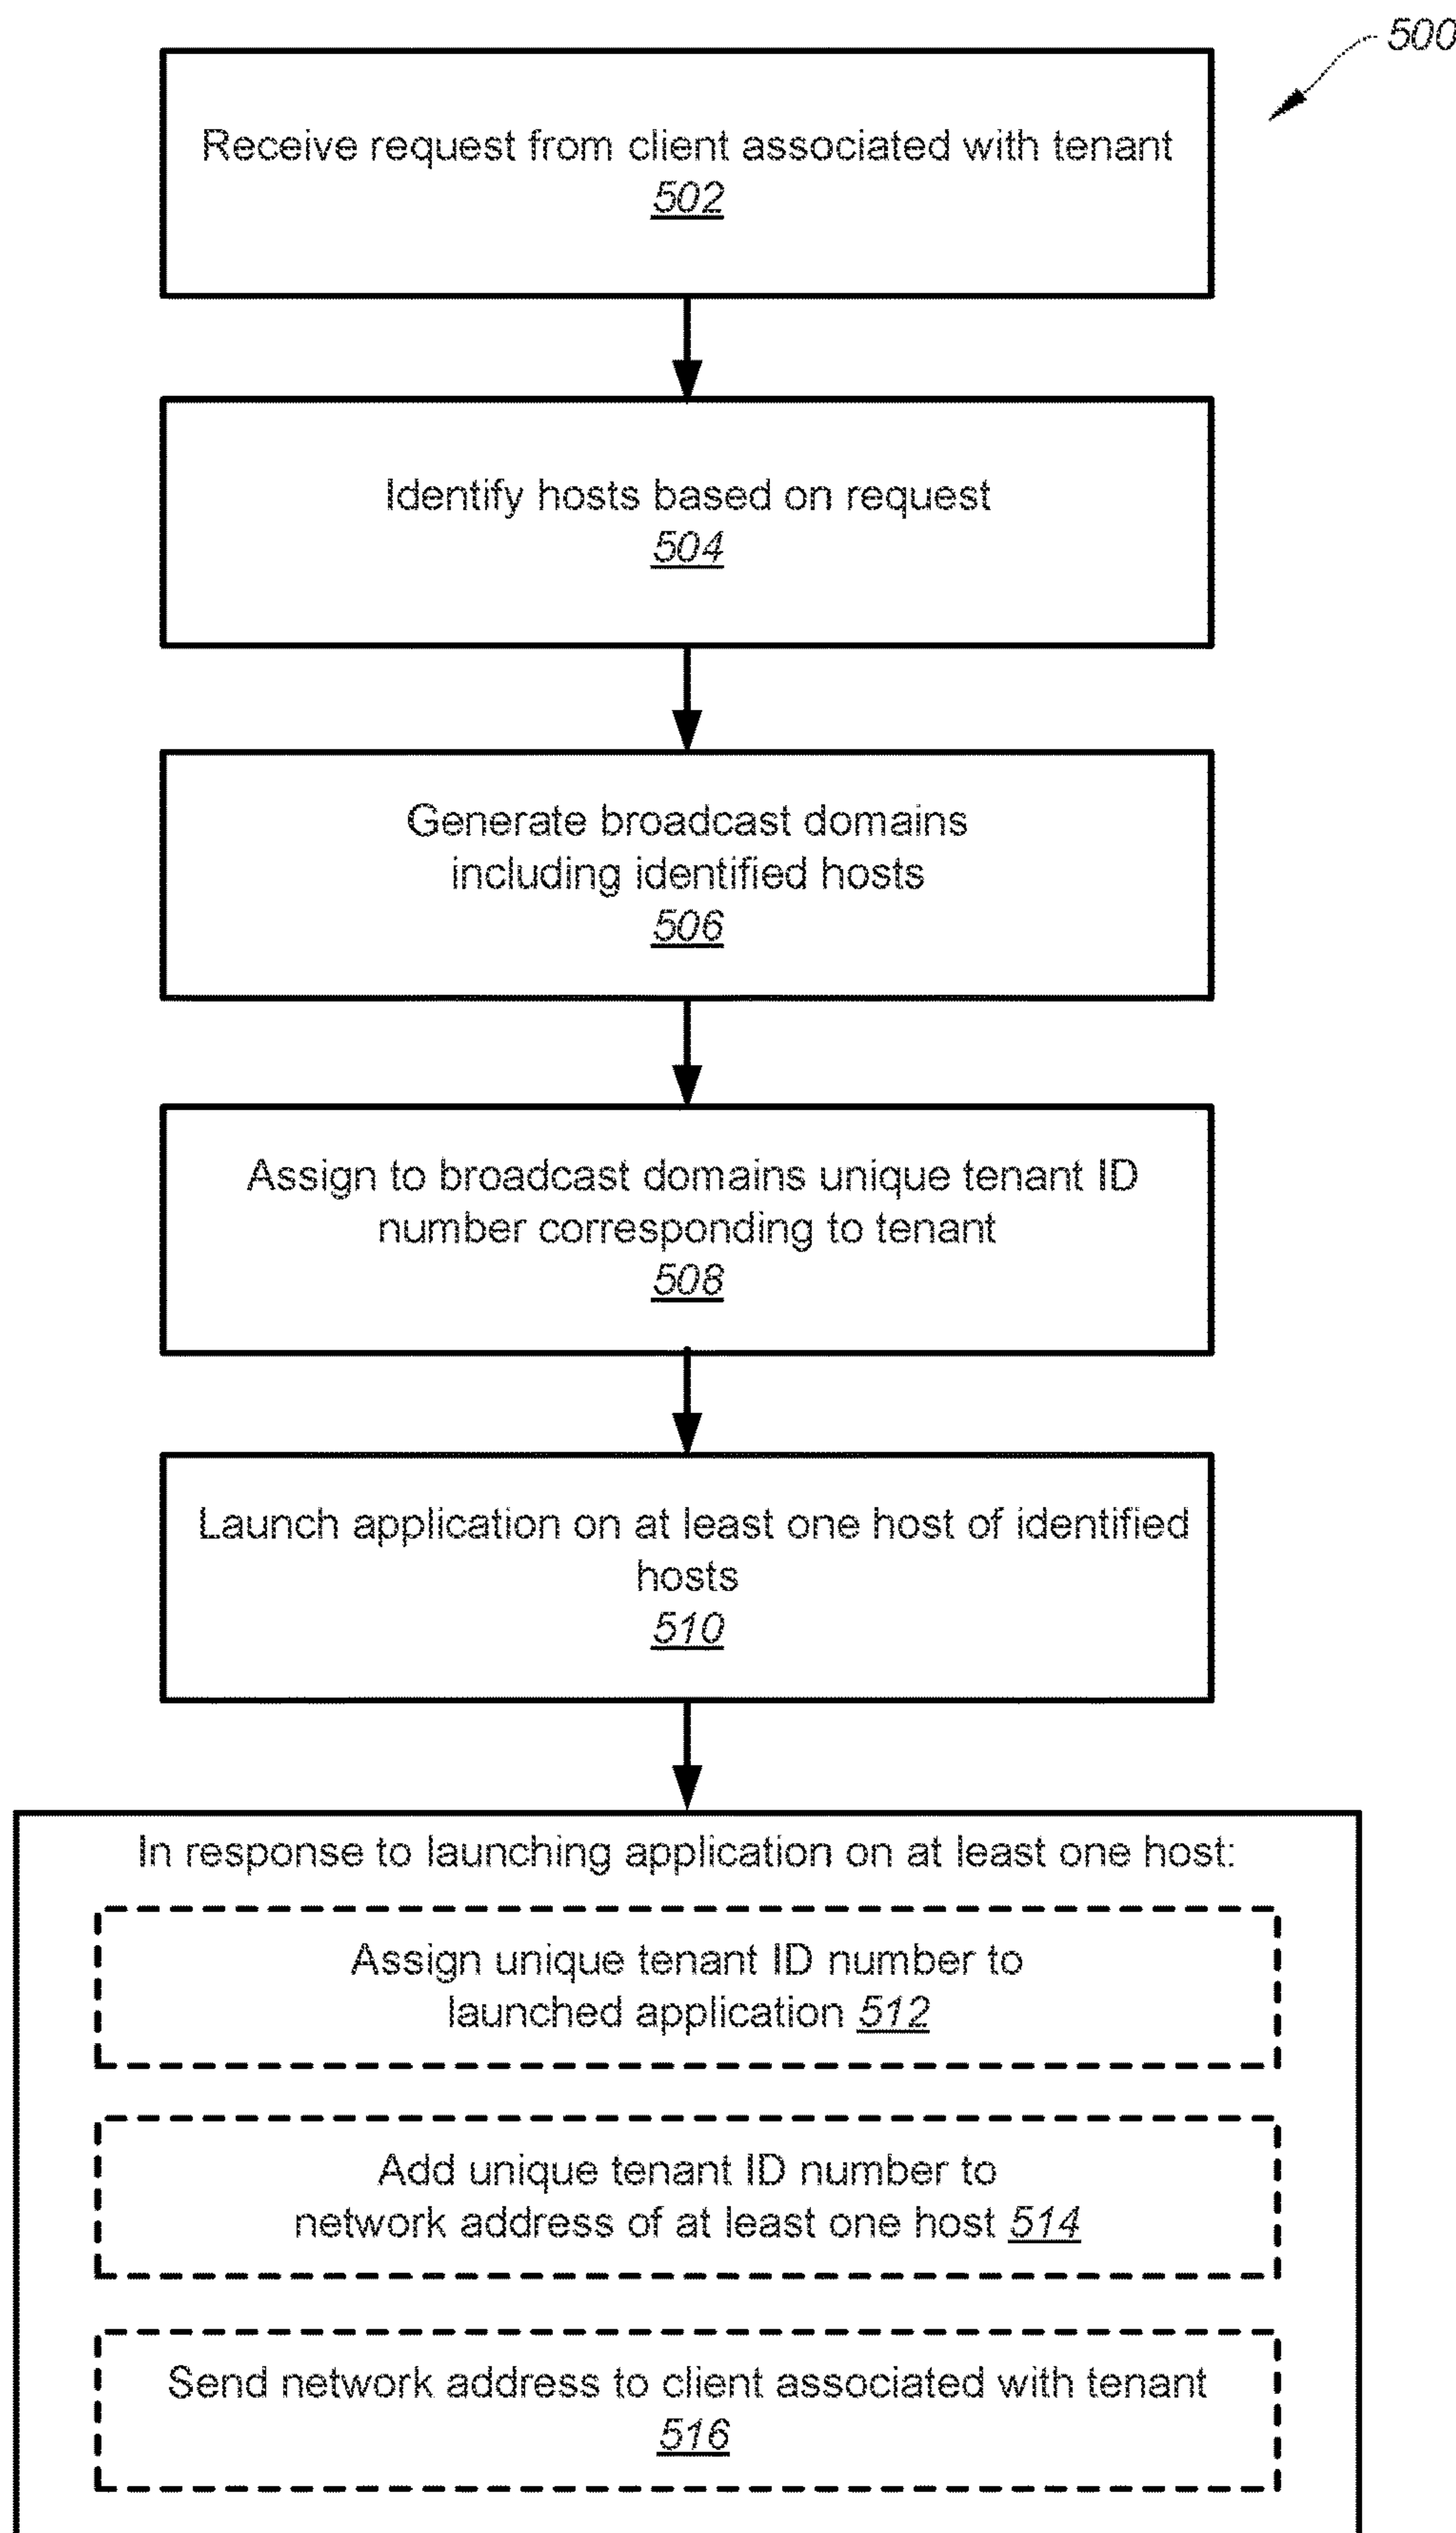 500
Receive request from client associated with tenant
502
Identify hosts based on request
504
Generate broadcast domains
including identified hosts
506
Assign to broadcast domains unique tenant ID
number corresponding to tenant
508
Launch application on at least one host of identified
hosts
510
In response to launching application on at least one host:
Assign unique tenant ID number to
launched application 512
Add unique tenant ID number to
network address of at least one host 514
Send network address to client associated with tenant
516